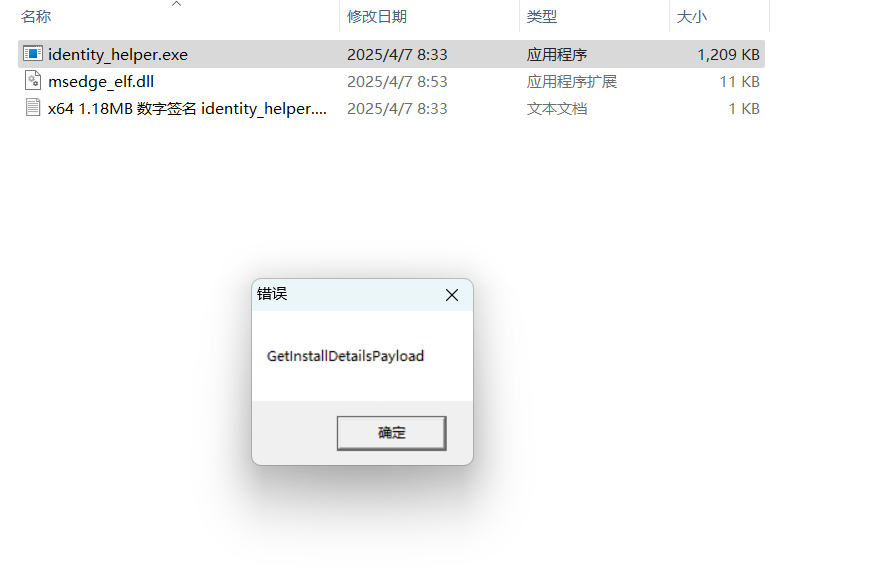 名称 修改日期 类型 大小
identity_helper.exe 2025/4/7 8:33 应用程序 1,209 KB
msedge_elf.dll 2025/4/7 8:53 应用程序扩展 11 KB
x64 1.18MB 数字签名 identity_helper.... 2025/4/7 8:33 文本文档 1 KB
错误
GetInstallDetailsPayload
确定